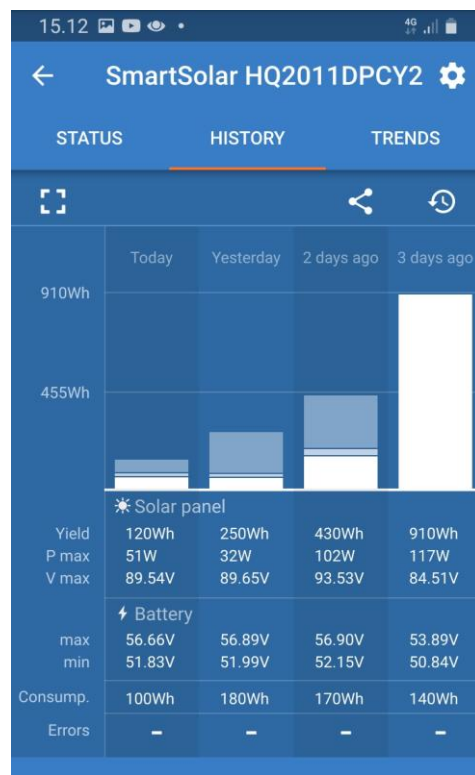 15.12 4G
SmartSolar HQ2011DPCY2
STATUS HISTORY TRENDS
Today Yesterday 2 days ago 3 days ago
910Wh
455Wh
Solar panel
Yield 120Wh 250Wh 430Wh 910Wh
P max 51W 32W 102W 117W
V max 89.54V 89.65V 93.53V 84.51V
Battery
max 56.66V 56.89V 56.90V 53.89V
min 51.83V 51.99V 52.15V 50.84V
Consump. 100Wh 180Wh 170Wh 140Wh
Errors – – – –